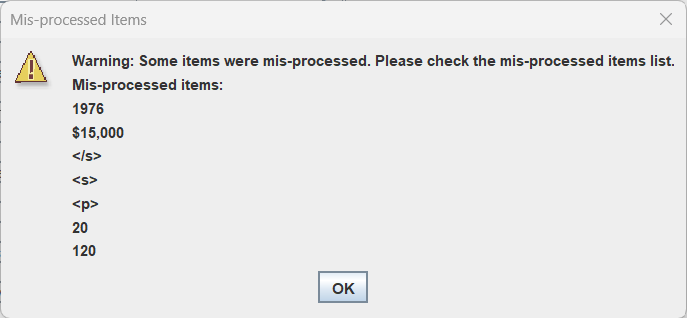 Mis-processed Items
Warning: Some items were mis-processed. Please check the mis-processed items list.
Mis-processed items:
1976
$15,000
</s>
<s>
<p>
20
120
OK